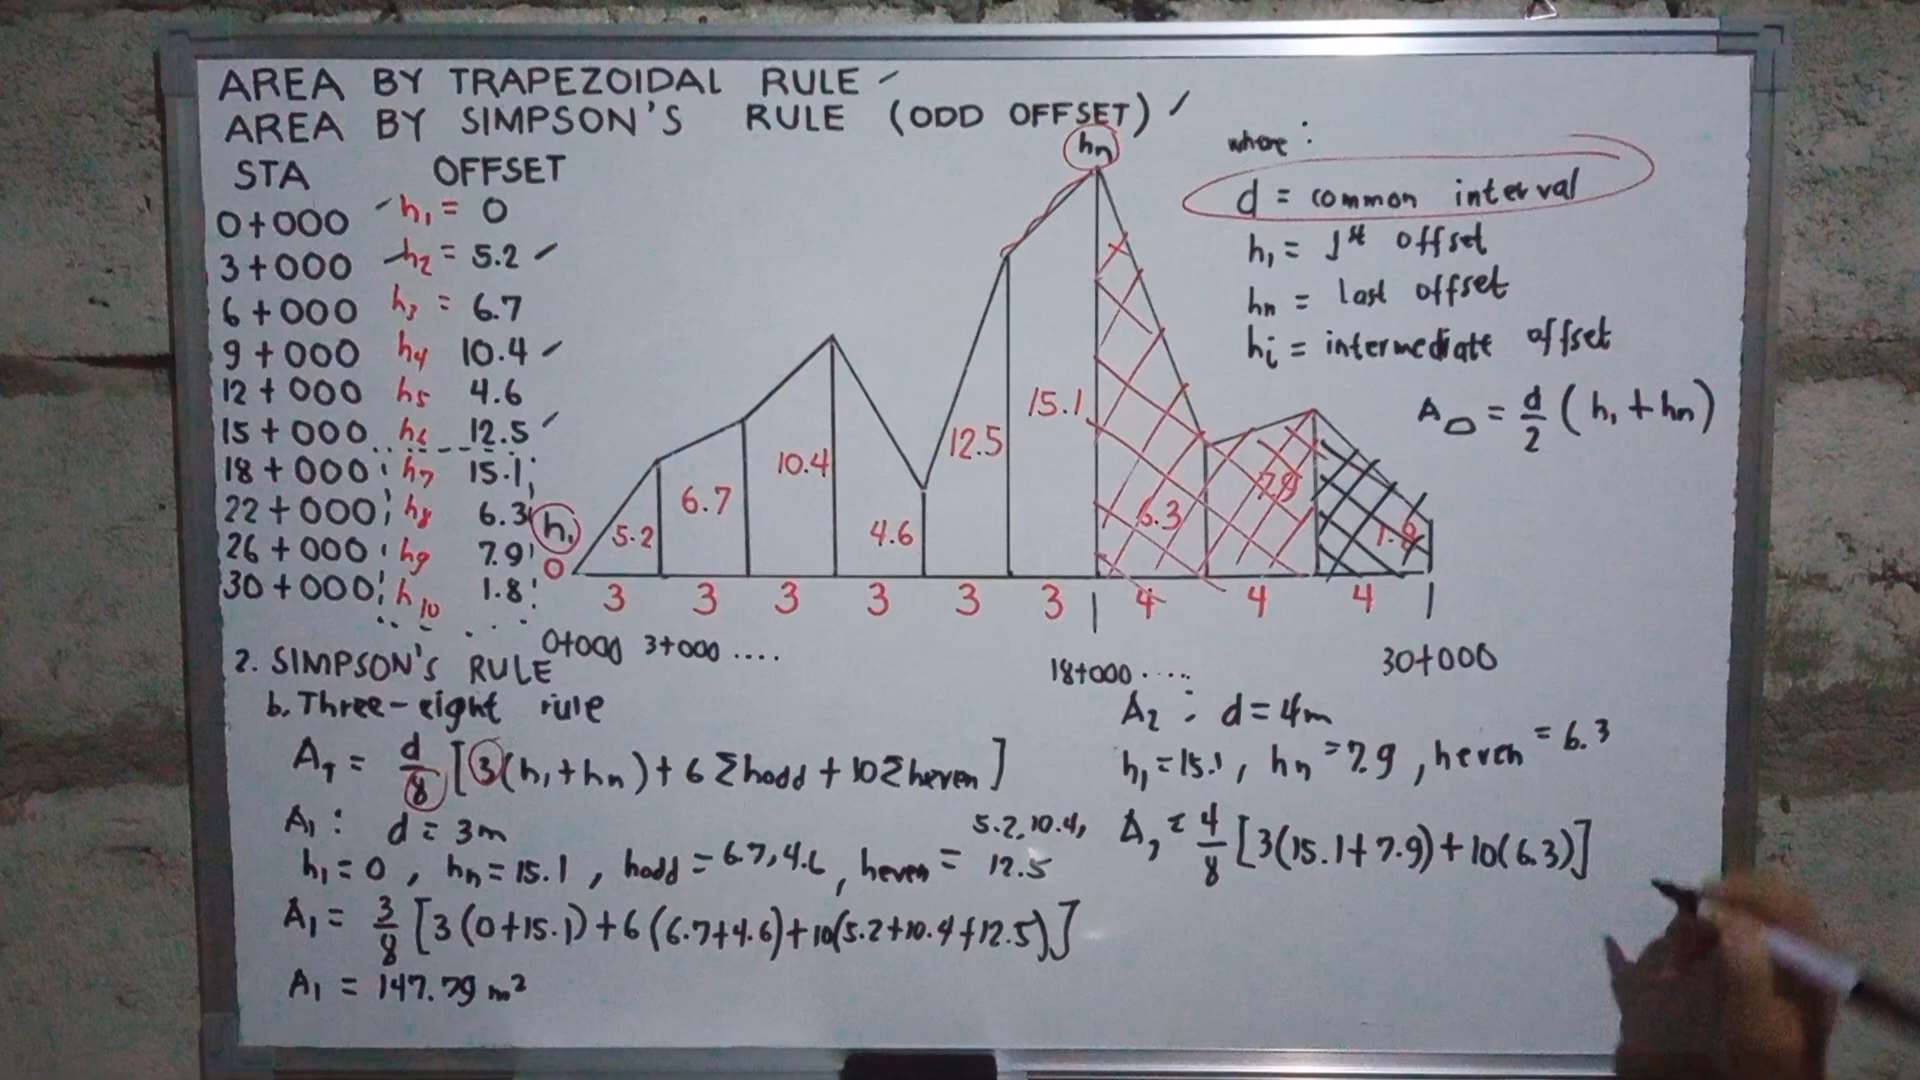 AREA BY TRAPEZOIDAL RULE
AREA BY SIMPSON'S RULE (ODD OFFSET)
STA OFFSET
0+000 h₁ = 0
3+000 h₂ = 5.2
6+000 h₃ = 6.7
9+000 h₄ 10.4
12+000 h₅ 4.6
15+000 h₆ 12.5
18+000 h₇ 15.1
22+000 h₈ 6.3
26+000 h₉ 7.9
30+000 h₁₀ 1.8
hn
h₁
0
5.2
6.7
10.4
4.6
12.5
15.1
6.3
7.9
1.8
3 3 3 3 3 3 4 4 4
0+000 3+000 ....
18+000 .....
30+000
where :
d = common interval
h₁ = 1st offset
hn = last offset
hi = intermediate offset
A⏢ = d/2 (h₁ + hn)
2. SIMPSON'S RULE
b. Three-eight rule
A_T = d/8 [3(h₁+hn) + 6Σhodd + 10Σheven]
A₁ : d = 3m
h₁=0 , hn = 15.1 , hodd = 6.7, 4.6 , heven = 5.2, 10.4, 12.5
A₁ = 3/8 [3(0+15.1)+6(6.7+4.6)+10(5.2+10.4+12.5)]
A₁ = 147.79 m²
A₂ : d = 4m
h₁ = 15.1 , hn = 7.9 , heven = 6.3
A₂ = 4/8 [3(15.1+7.9)+10(6.3)]